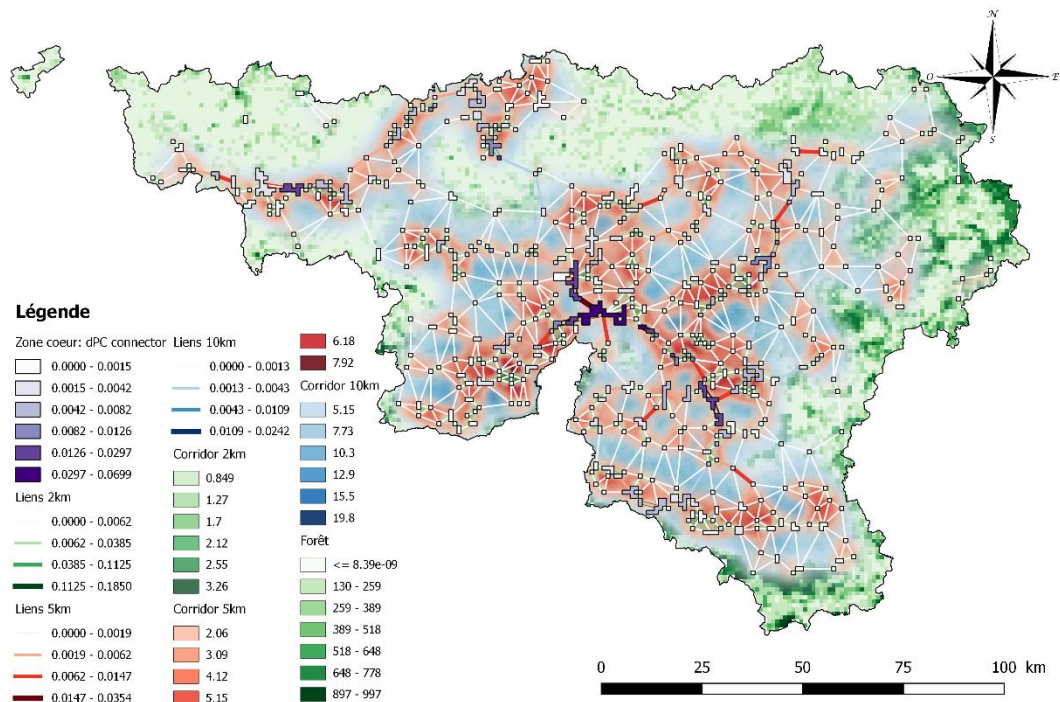 N
O
E
S
Légende
Zone coeur: dPC connector
0.0000 - 0.0015
0.0015 - 0.0042
0.0042 - 0.0082
0.0082 - 0.0126
0.0126 - 0.0297
0.0297 - 0.0699
Liens 2km
0.0000 - 0.0062
0.0062 - 0.0385
0.0385 - 0.1125
0.1125 - 0.1850
Liens 5km
0.0000 - 0.0019
0.0019 - 0.0062
0.0062 - 0.0147
0.0147 - 0.0354
Liens 10km
0.0000 - 0.0013
0.0013 - 0.0043
0.0043 - 0.0109
0.0109 - 0.0242
Corridor 2km
0.849
1.27
1.7
2.12
2.55
3.26
Corridor 5km
2.06
3.09
4.12
5.15
6.18
7.92
Corridor 10km
5.15
7.73
10.3
12.9
15.5
19.8
Forêt
<= 8.39e-09
130 - 259
259 - 389
389 - 518
518 - 648
648 - 778
897 - 997
0 25 50 75 100 km